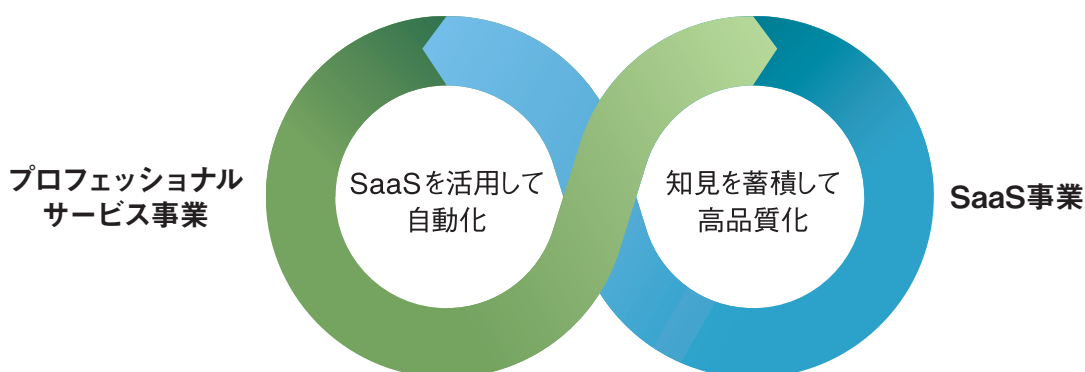 プロフェッショナル
サービス事業
SaaSを活用して
自動化
知見を蓄積して
高品質化
SaaS事業